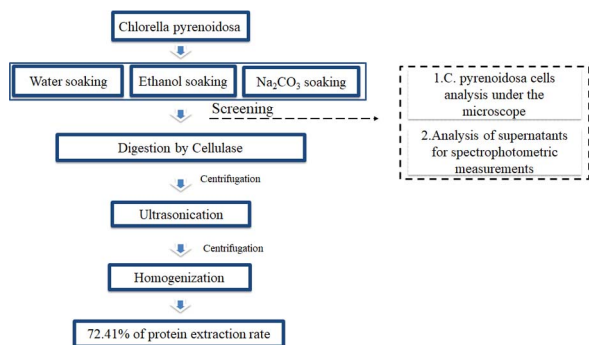 Chlorella pyrenoidosa
Water soaking
Ethanol soaking
Na₂CO₃ soaking
Screening
1.C. pyrenoidosa cells
analysis under the
microscope
2.Analysis of supernatants
for spectrophotometric
measurements
Digestion by Cellulase
Centrifugation
Ultrasonication
Centrifugation
Homogenization
72.41% of protein extraction rate